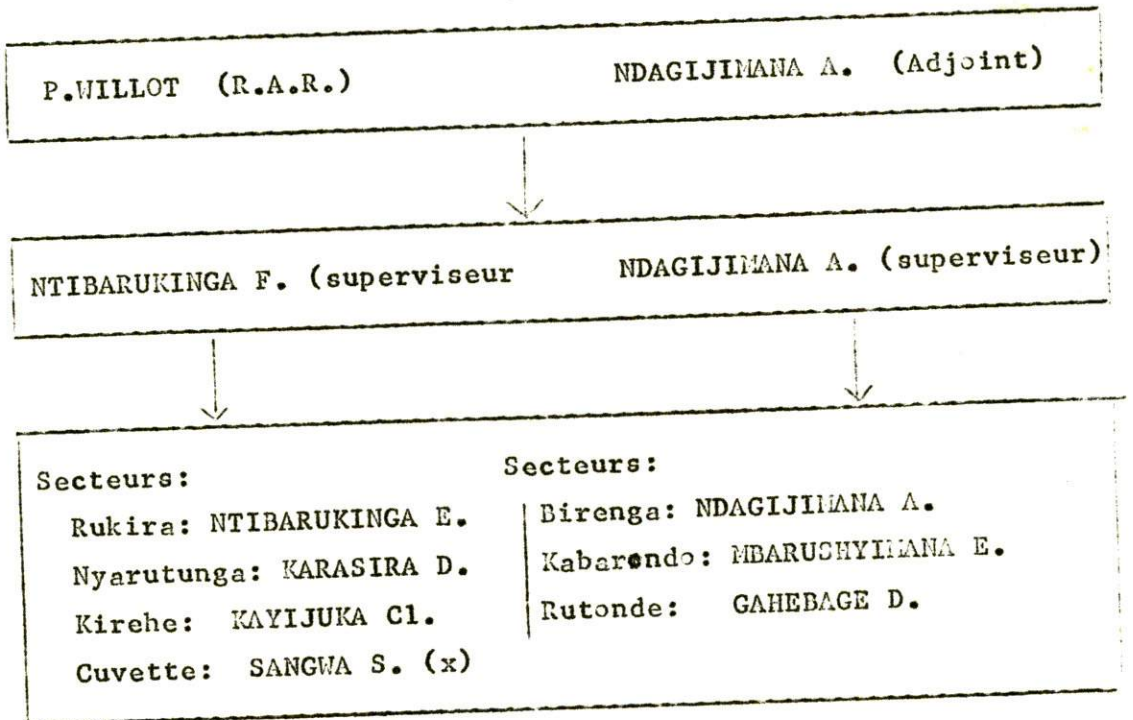 P.WILLOT (R.A.R.) NDAGIJIMANA A. (Adjoint)
NTIBARUKINGA F. (superviseur NDAGIJIMANA A. (superviseur)
Secteurs: Secteurs:
Rukira: NTIBARUKINGA E. Birenga: NDAGIJIMANA A.
Nyarutunga: KARASIRA D. Kabarondo: MBARUSHYIMANA E.
Kirehe: KAYIJUKA Cl. Rutonde: GAHEBAGE D.
Cuvette: SANGWA S. (x)